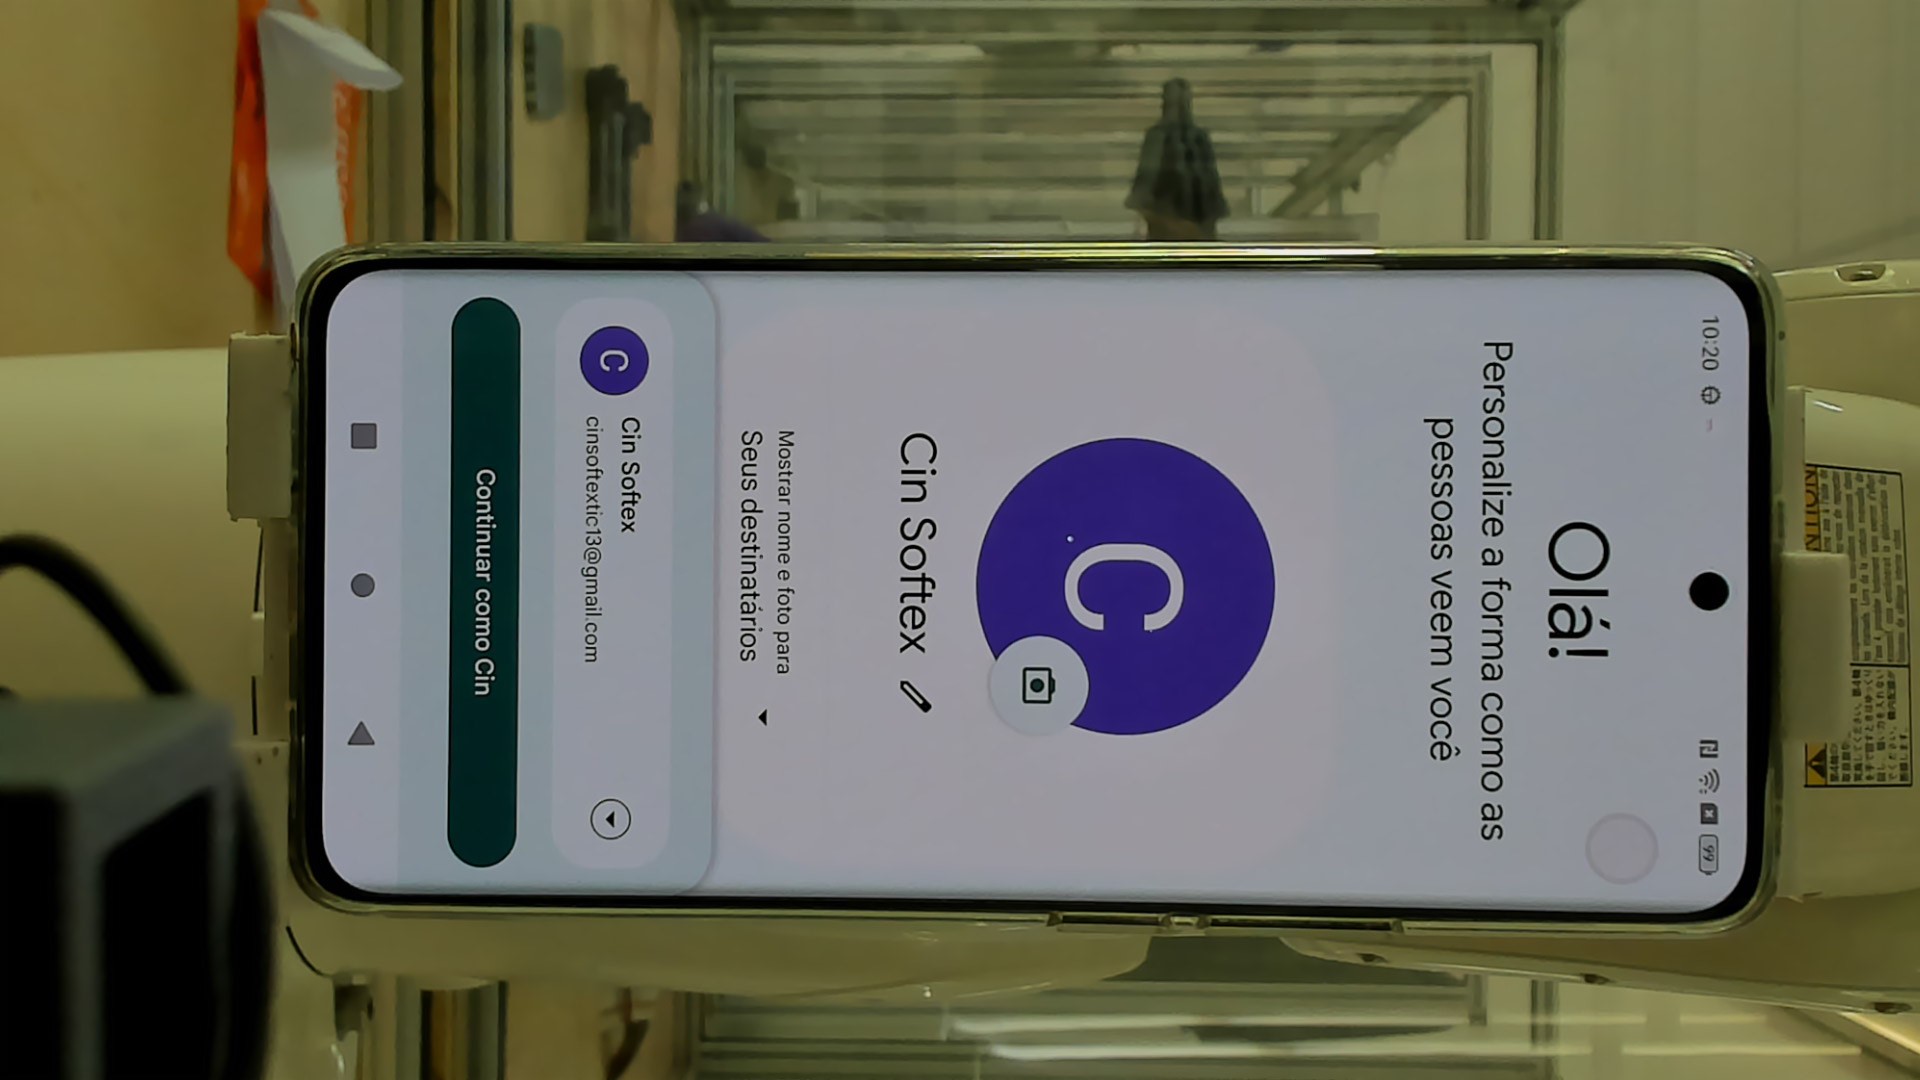 10:20
99
Olá!
Personalize a forma como as
pessoas veem você
C
Cin Softex
Mostrar nome e foto para
Seus destinatários
C
Cin Softex
cinsoftextic13@gmail.com
Continuar como Cin